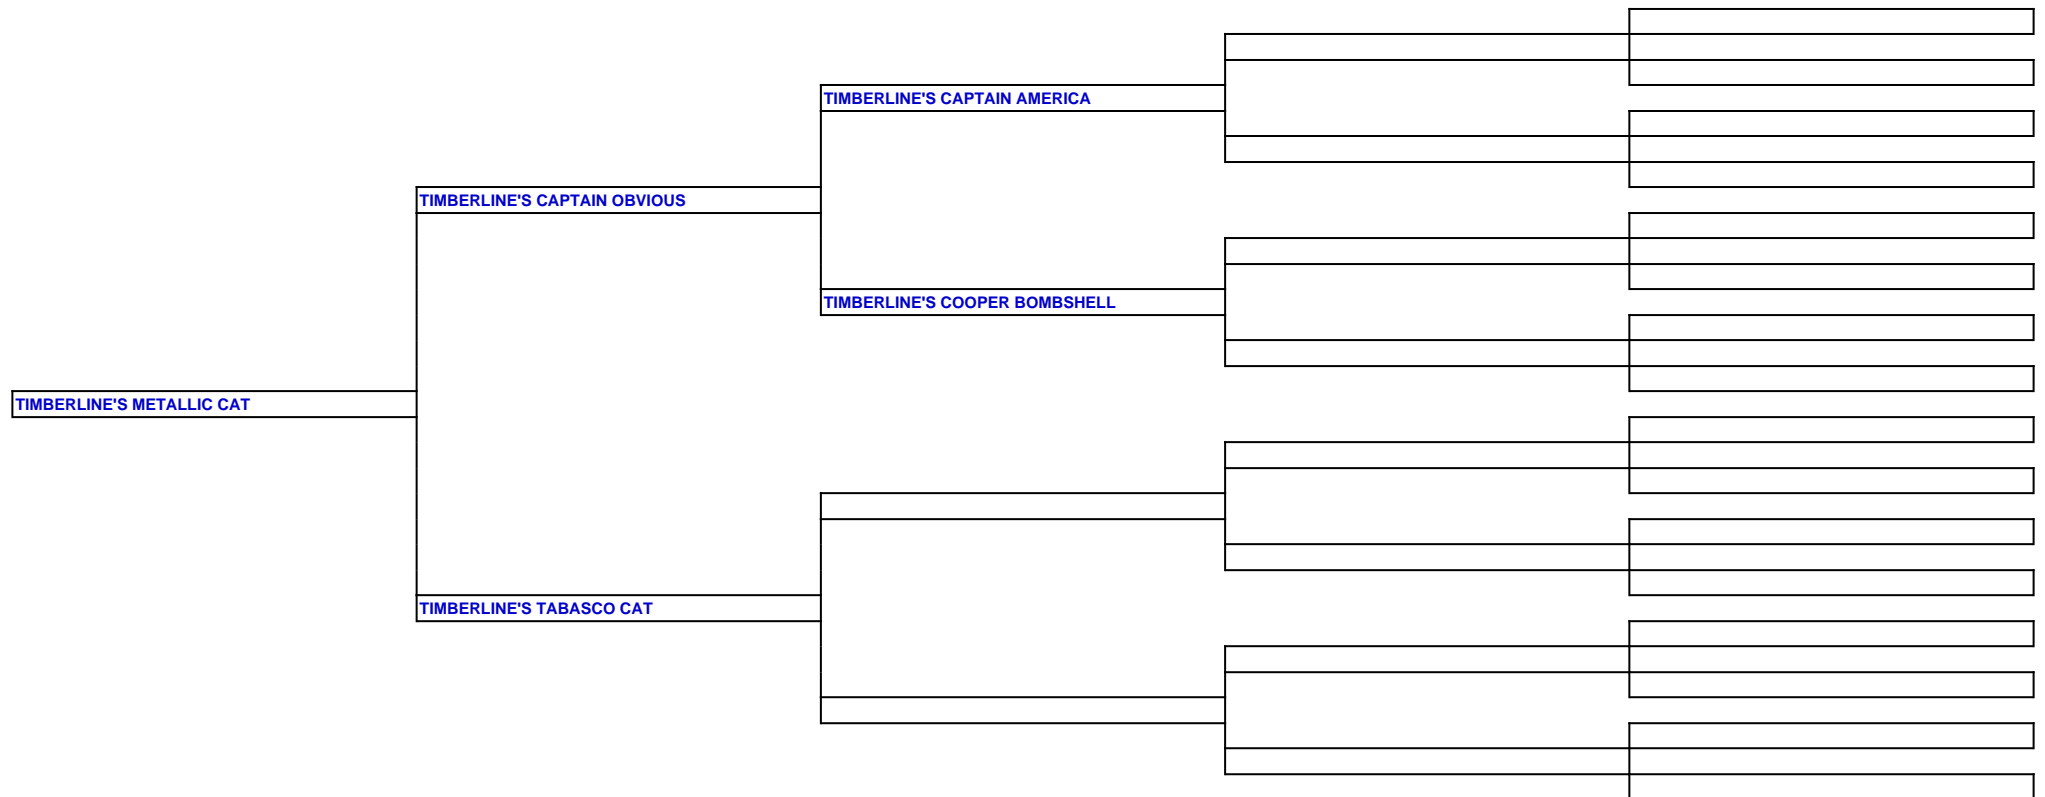 TIMBERLINE'S CAPTAIN AMERICA
TIMBERLINE'S CAPTAIN OBVIOUS
TIMBERLINE'S COOPER BOMBSHELL
TIMBERLINE'S METALLIC CAT
TIMBERLINE'S TABASCO CAT